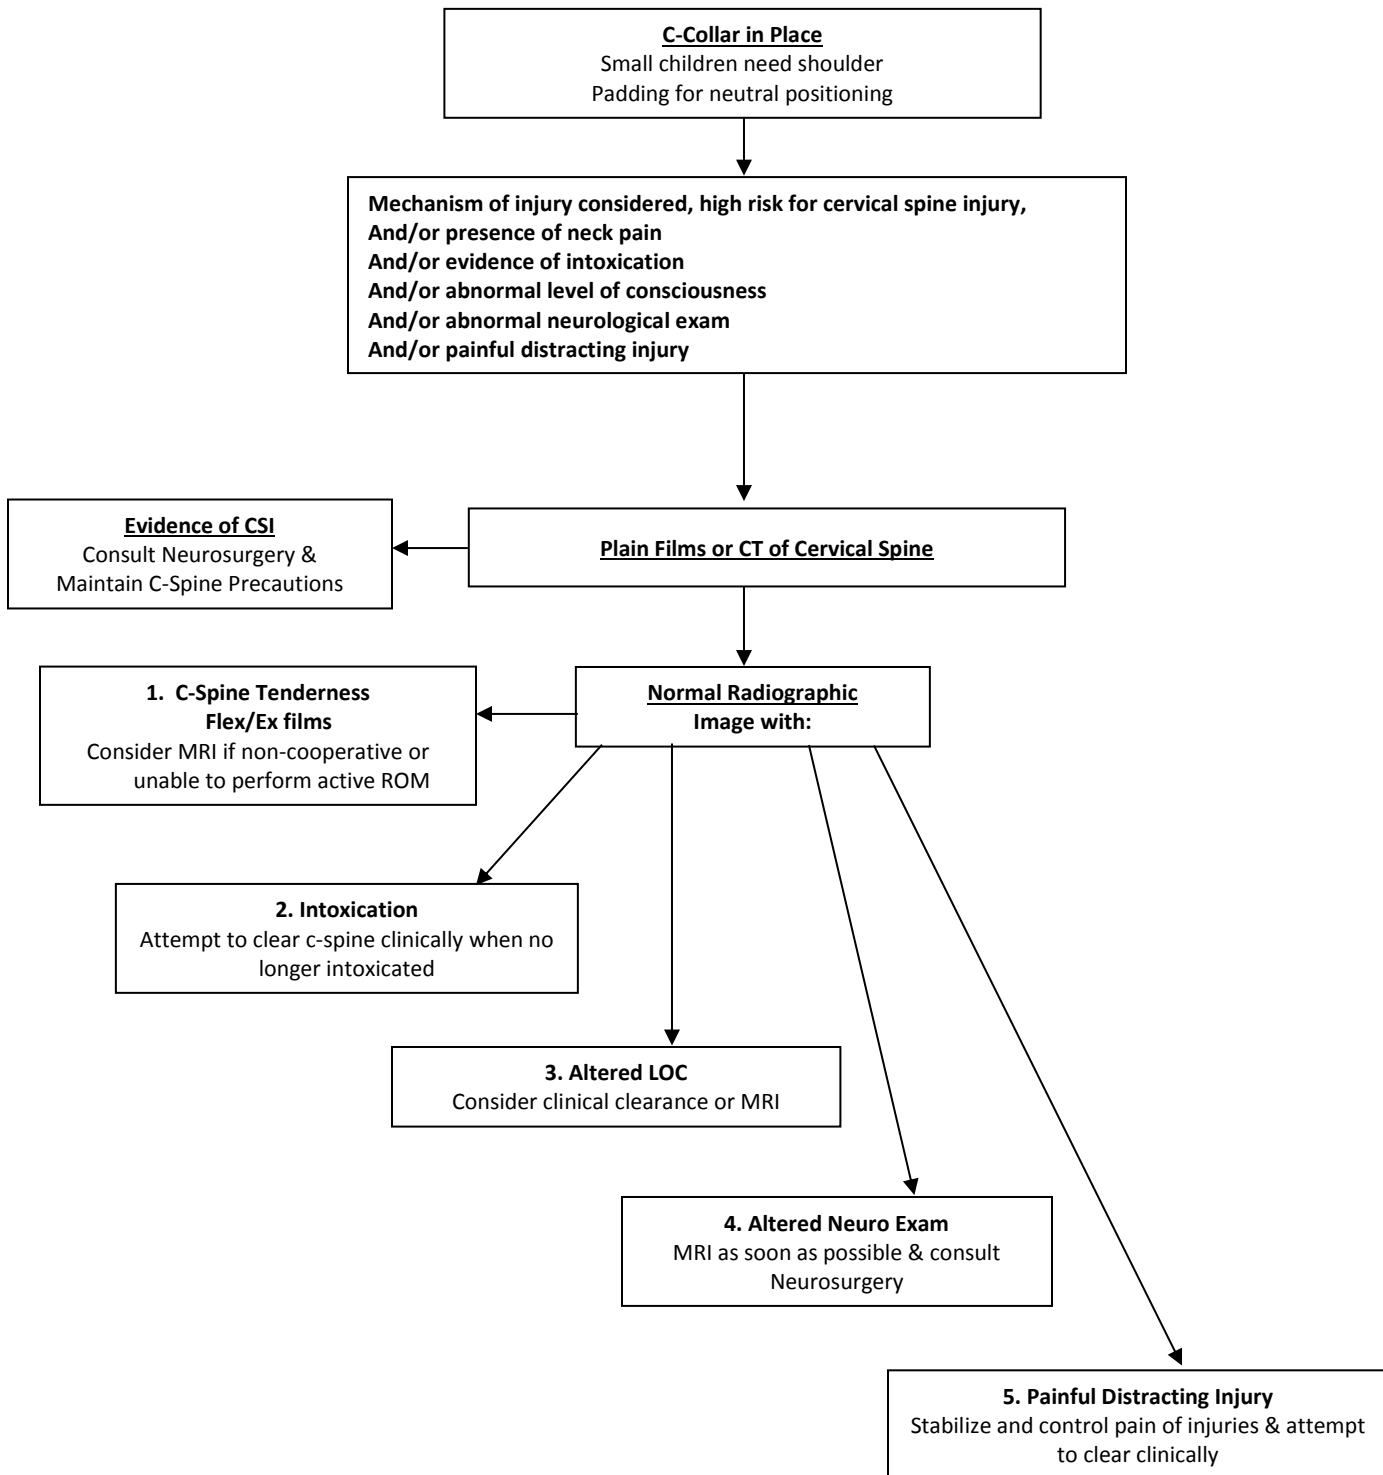 C-Collar in Place
Small children need shoulder
Padding for neutral positioning
Mechanism of injury considered, high risk for cervical spine injury,
And/or presence of neck pain
And/or evidence of intoxication
And/or abnormal level of consciousness
And/or abnormal neurological exam
And/or painful distracting injury
Evidence of CSI
Consult Neurosurgery &
Maintain C-Spine Precautions
Plain Films or CT of Cervical Spine
1. C-Spine Tenderness
Flex/Ex films
Consider MRI if non-cooperative or
unable to perform active ROM
Normal Radiographic
Image with:
2. Intoxication
Attempt to clear c-spine clinically when no
longer intoxicated
3. Altered LOC
Consider clinical clearance or MRI
4. Altered Neuro Exam
MRI as soon as possible & consult
Neurosurgery
5. Painful Distracting Injury
Stabilize and control pain of injuries & attempt
to clear clinically